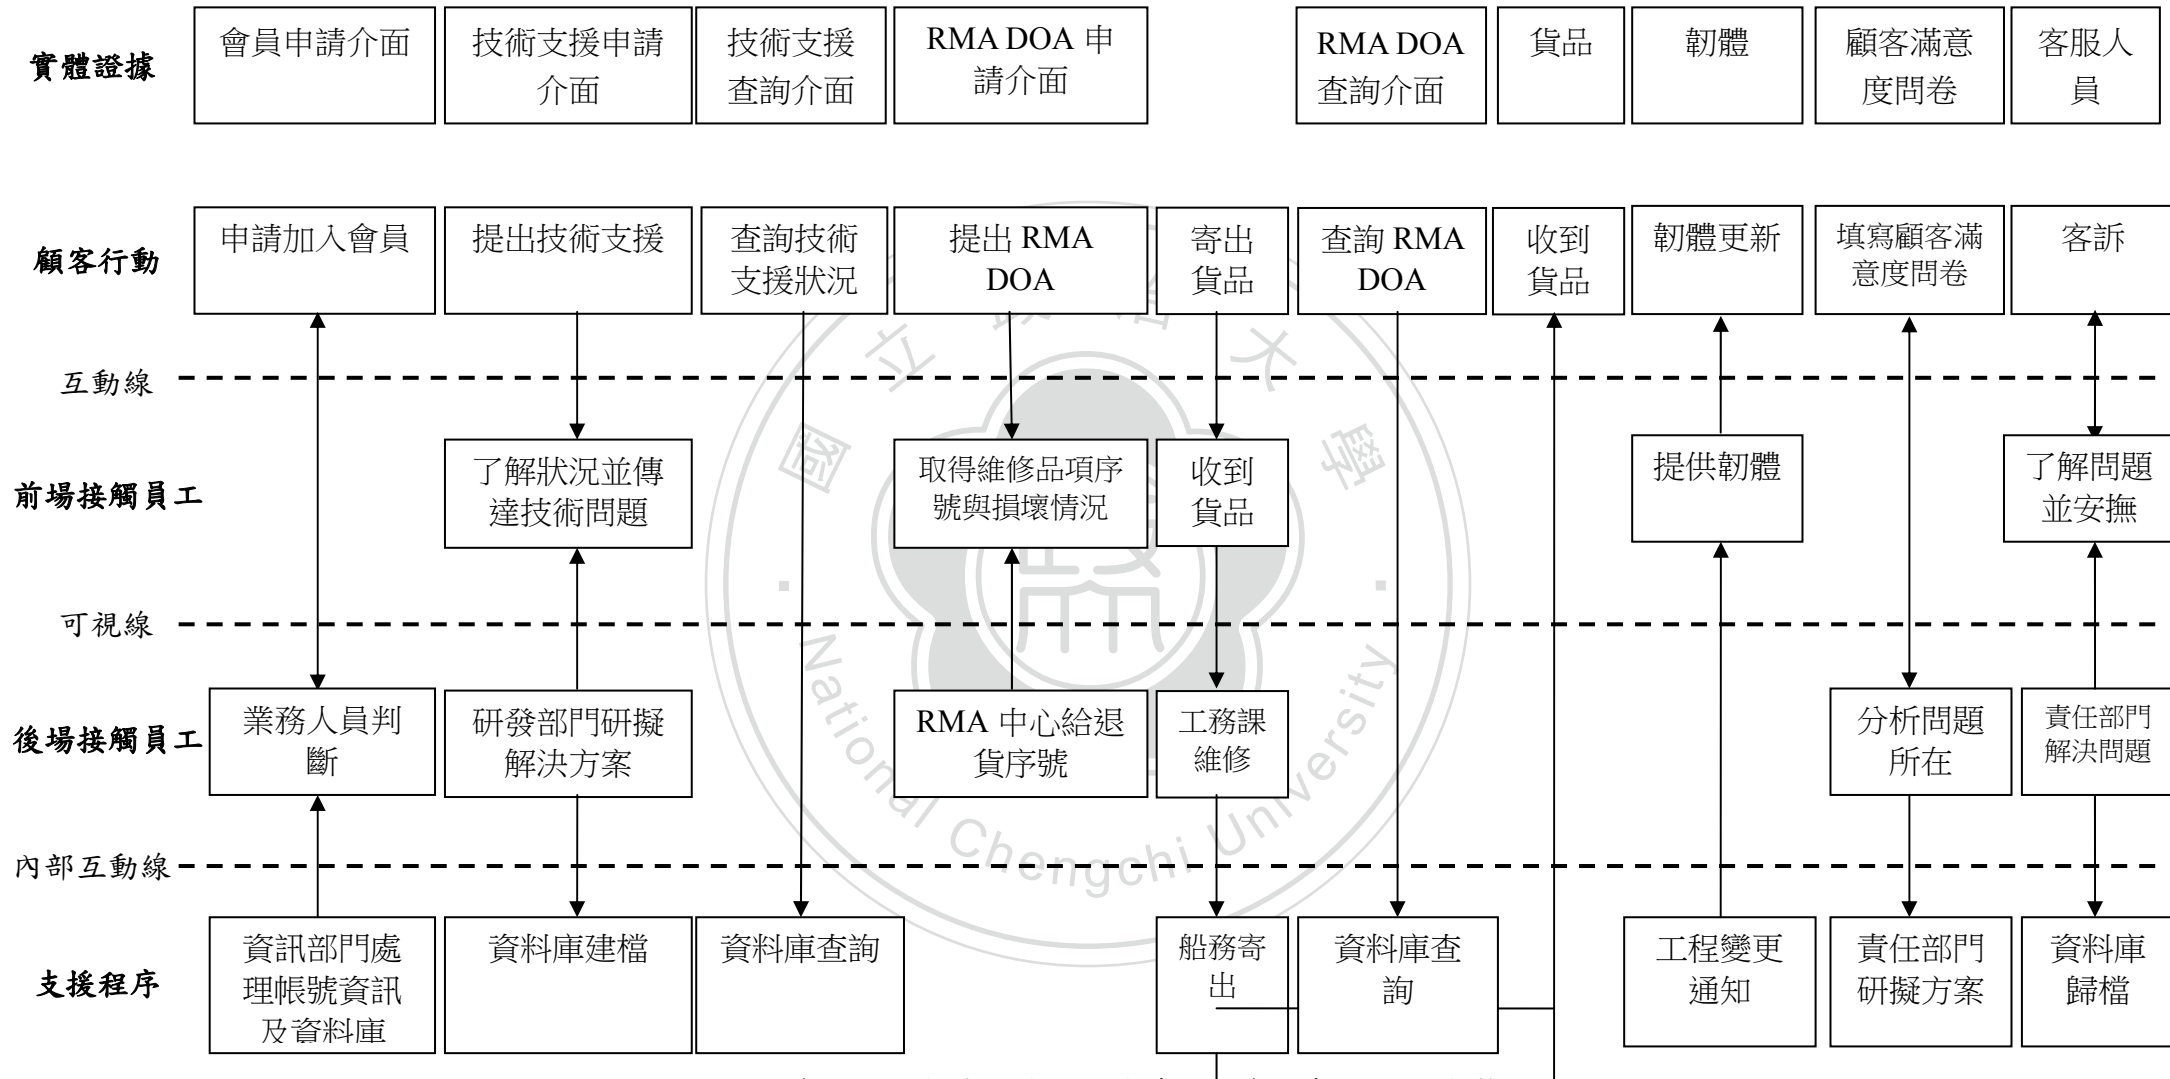 實體證據
會員申請介面
技術支援申請
介面
技術支援
查詢介面
RMA DOA 申
請介面
RMA DOA
查詢介面
貨品
韌體
顧客滿意
度問卷
客服人
員
顧客行動
申請加入會員
提出技術支援
查詢技術
支援狀況
提出 RMA
DOA
寄出
貨品
查詢 RMA
DOA
收到
貨品
韌體更新
填寫顧客滿
意度問卷
客訴
互動線
前場接觸員工
了解狀況並傳
達技術問題
取得維修品項序
號與損壞情況
收到
貨品
提供韌體
了解問題
並安撫
可視線
後場接觸員工
業務人員判
斷
研發部門研擬
解決方案
RMA 中心給退
貨序號
工務課
維修
分析問題
所在
責任部門
解決問題
內部互動線
支援程序
資訊部門處
理帳號資訊
及資料庫
資料庫建檔
資料庫查詢
船務寄
出
資料庫查
詢
工程變更
通知
責任部門
研擬方案
資料庫
歸檔
國立政治大學
National Chengchi University